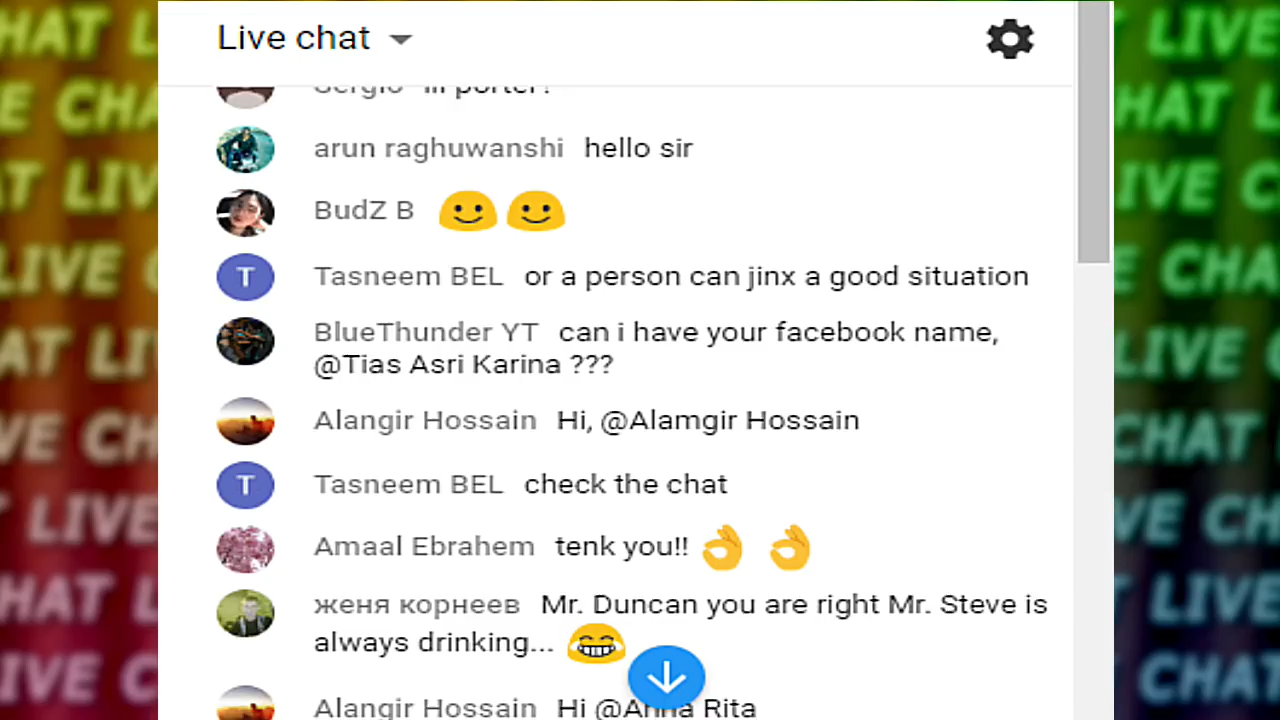 Live chat
arun raghuwanshi hello sir
BudZ B
T Tasneem BEL or a person can jinx a good situation
BlueThunder YT can i have your facebook name,
@Tias Asri Karina ???
Alangir Hossain Hi, @Alamgir Hossain
T Tasneem BEL check the chat
Amaal Ebrahem tenk you!!
женя корнеев Mr. Duncan you are right Mr. Steve is
always drinking...
Alangir Hossain Hi @Anna Rita